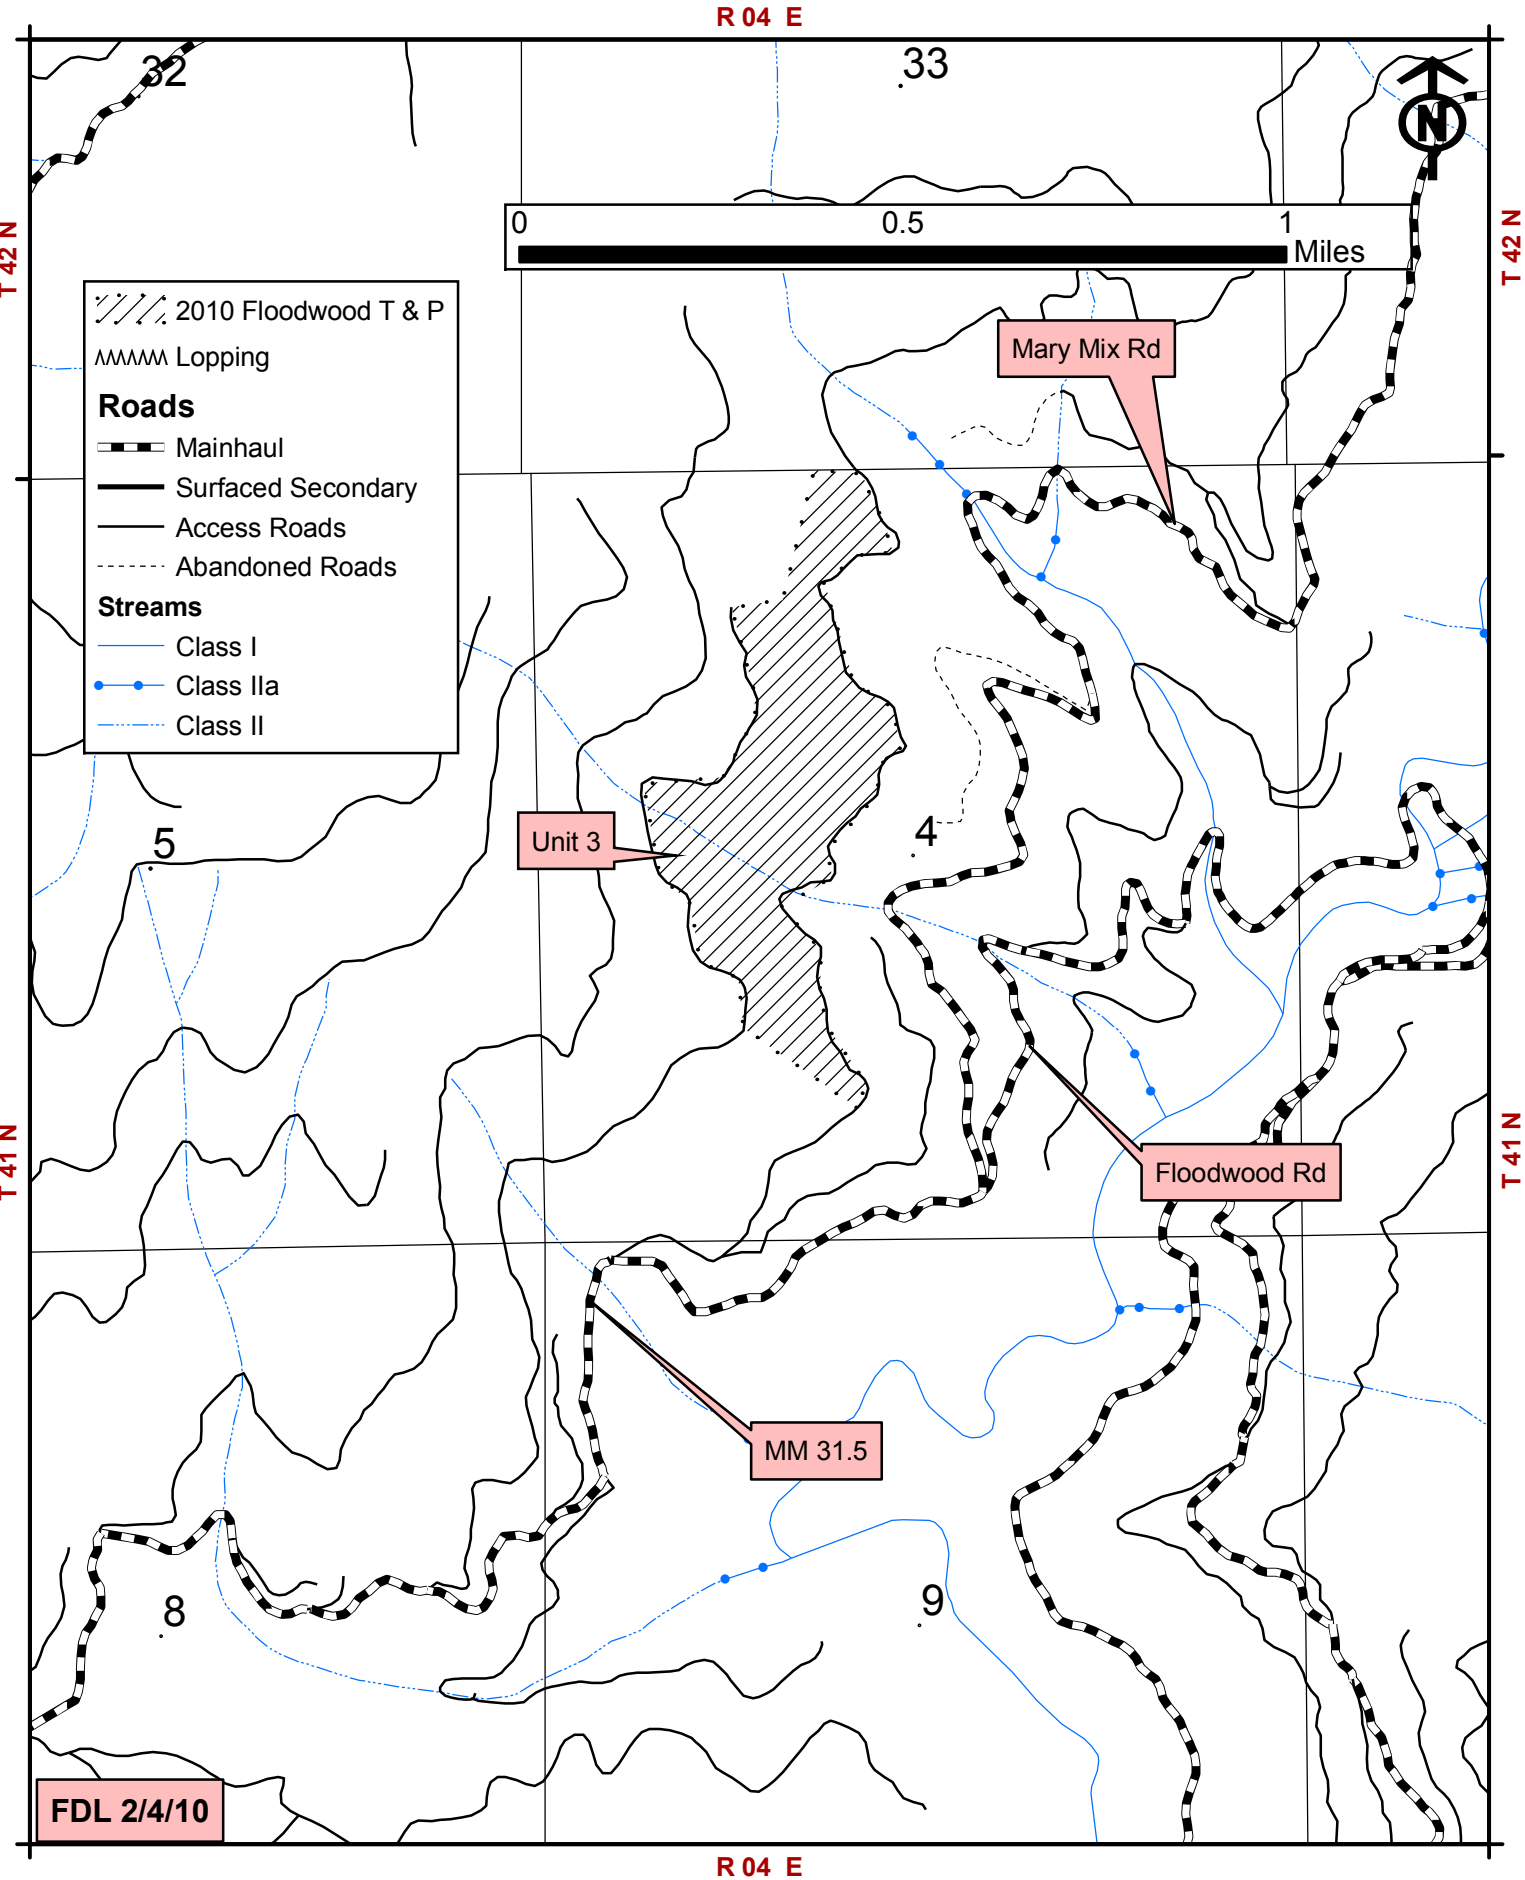 R 04 E
32
33
N
T 42 N
T 42 N
0 0.5 1
Miles
2010 Floodwood T & P
Lopping
Roads
Mainhaul
Surfaced Secondary
Access Roads
Abandoned Roads
Streams
Class I
Class IIa
Class II
Mary Mix Rd
Unit 3
4
5
T 41 N
T 41 N
Floodwood Rd
MM 31.5
8
9
FDL 2/4/10
R 04 E